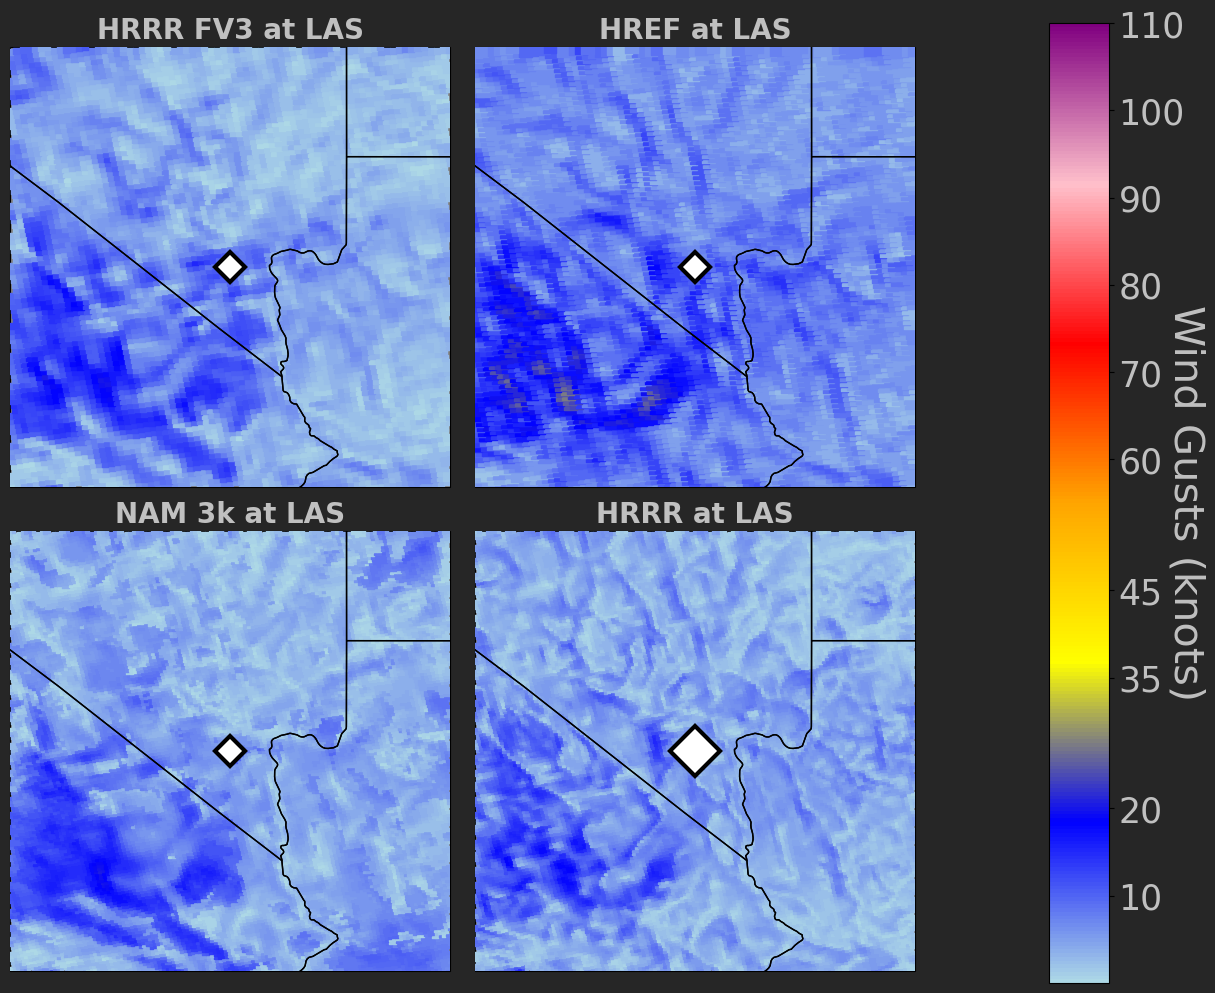 HRRR FV3 at LAS
HREF at LAS
NAM 3k at LAS
HRRR at LAS
110
100
90
80
70
60
45
35
20
10
Wind Gusts (knots)